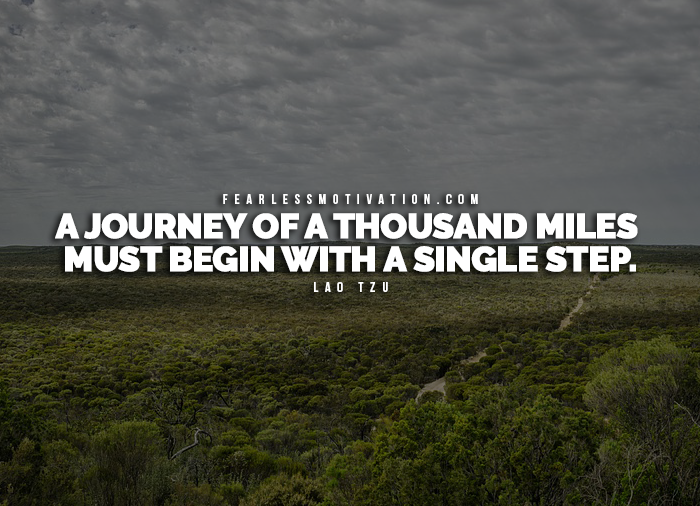 FEARLESSMOTIVATION.COM
A JOURNEY OF A THOUSAND MILES
MUST BEGIN WITH A SINGLE STEP.
LAO TZU